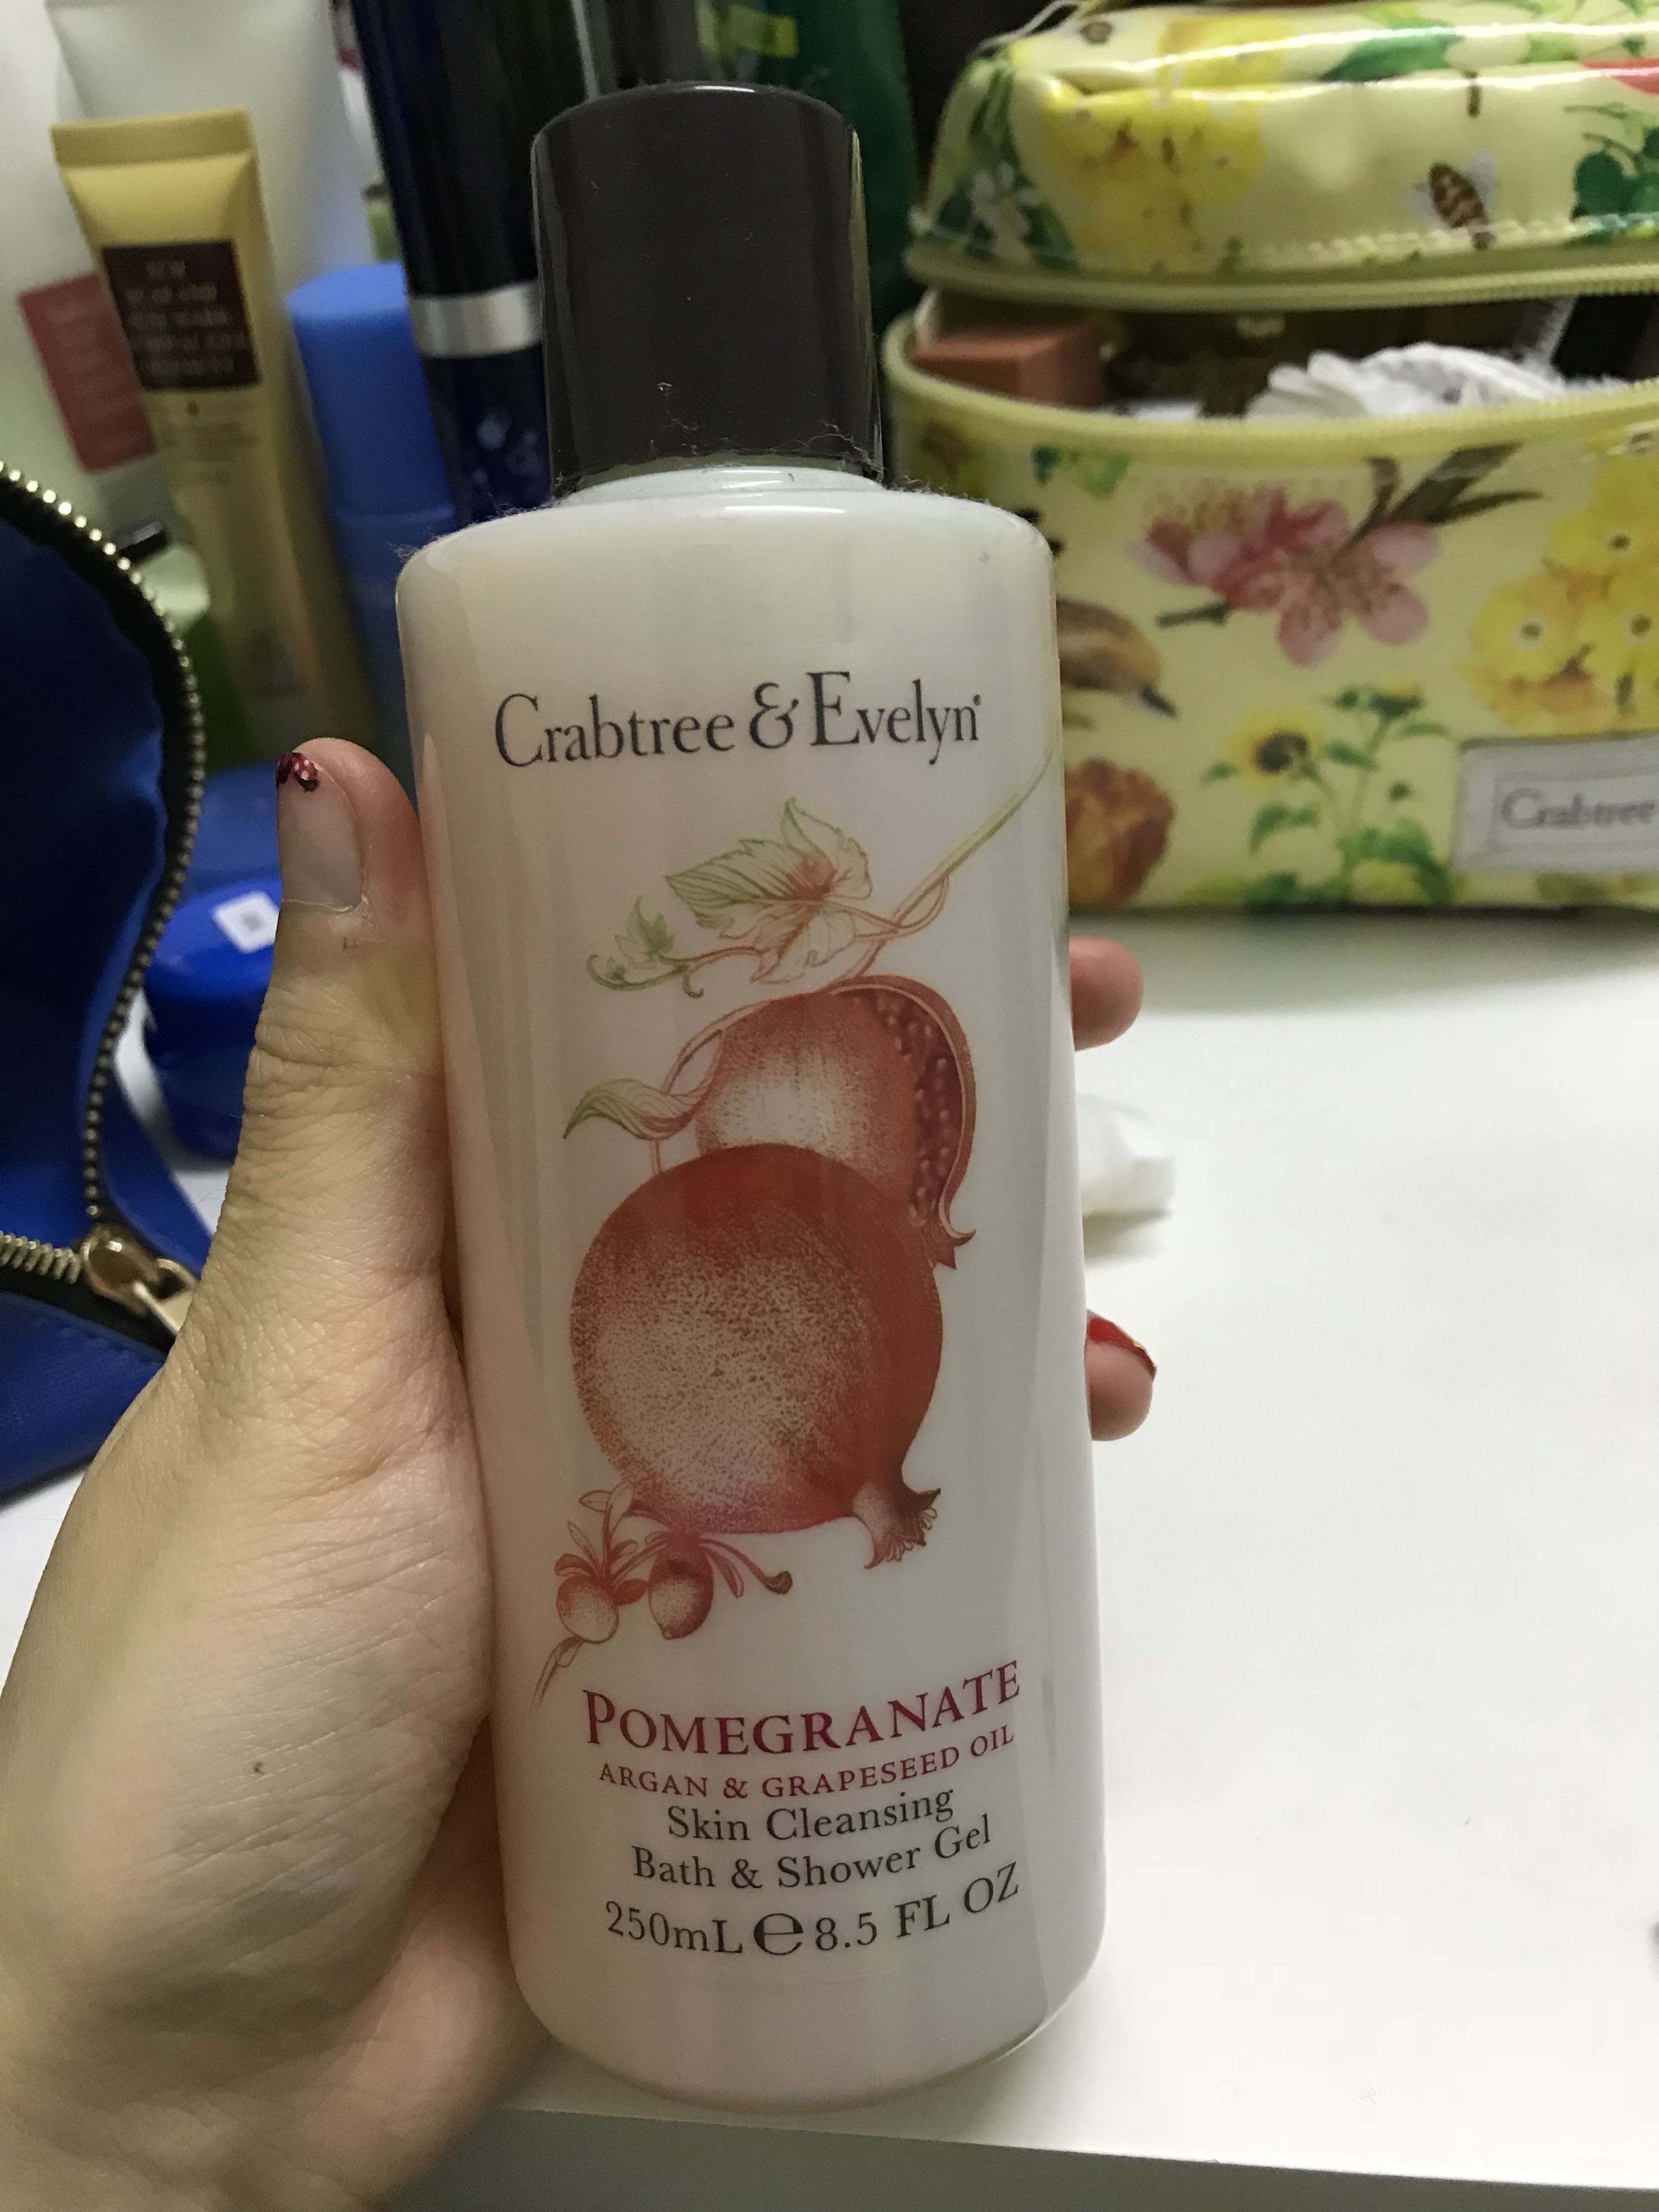 Crabtree & Evelyn
Crabtree
POMEGRANATE
ARGAN & GRAPESEED OIL
Skin Cleansing
Bath & Shower Gel
250mL e 8.5 FL OZ